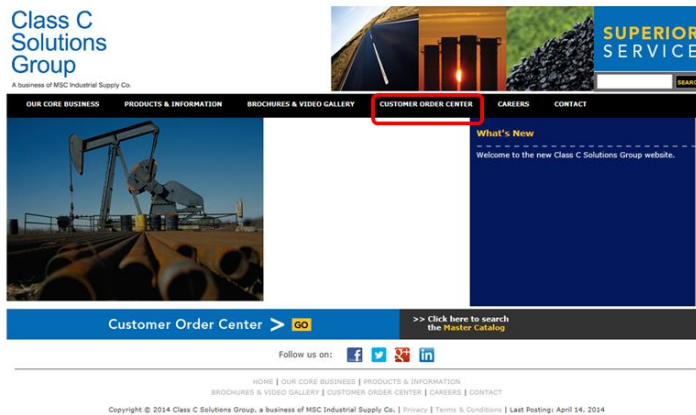 Class C
Solutions
Group
A business of MSC Industrial Supply Co.
SUPERIOR
SERVICE
SEARC
OUR CORE BUSINESS PRODUCTS & INFORMATION BROCHURES & VIDEO GALLERY CUSTOMER ORDER CENTER CAREERS CONTACT
What's New
Welcome to the new Class C Solutions Group website.
Customer Order Center > GO
>> Click here to search
the Master Catalog
Follow us on:
HOME | OUR CORE BUSINESS | PRODUCTS & INFORMATION
BROCHURES & VIDEO GALLERY | CUSTOMER ORDER CENTER | CAREERS | CONTACT
Copyright © 2014 Class C Solutions Group, a business of MSC Industrial Supply Co. | Privacy | Terms & Conditions | Last Posting: April 14, 2014